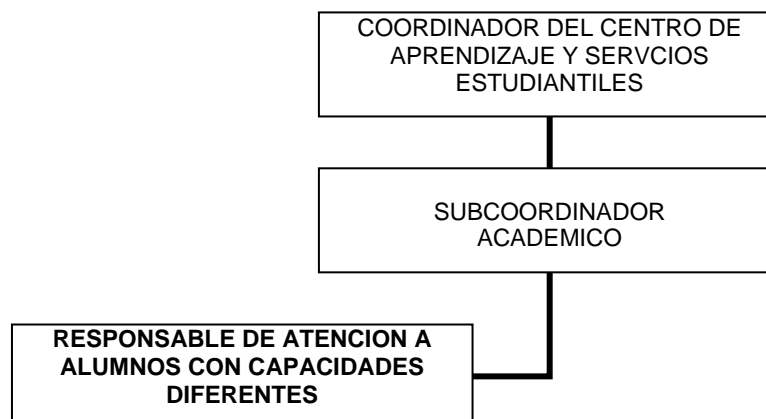 COORDINADOR DEL CENTRO DE
APRENDIZAJE Y SERVCIOS
ESTUDIANTILES
SUBCOORDINADOR
ACADEMICO
RESPONSABLE DE ATENCION A
ALUMNOS CON CAPACIDADES
DIFERENTES